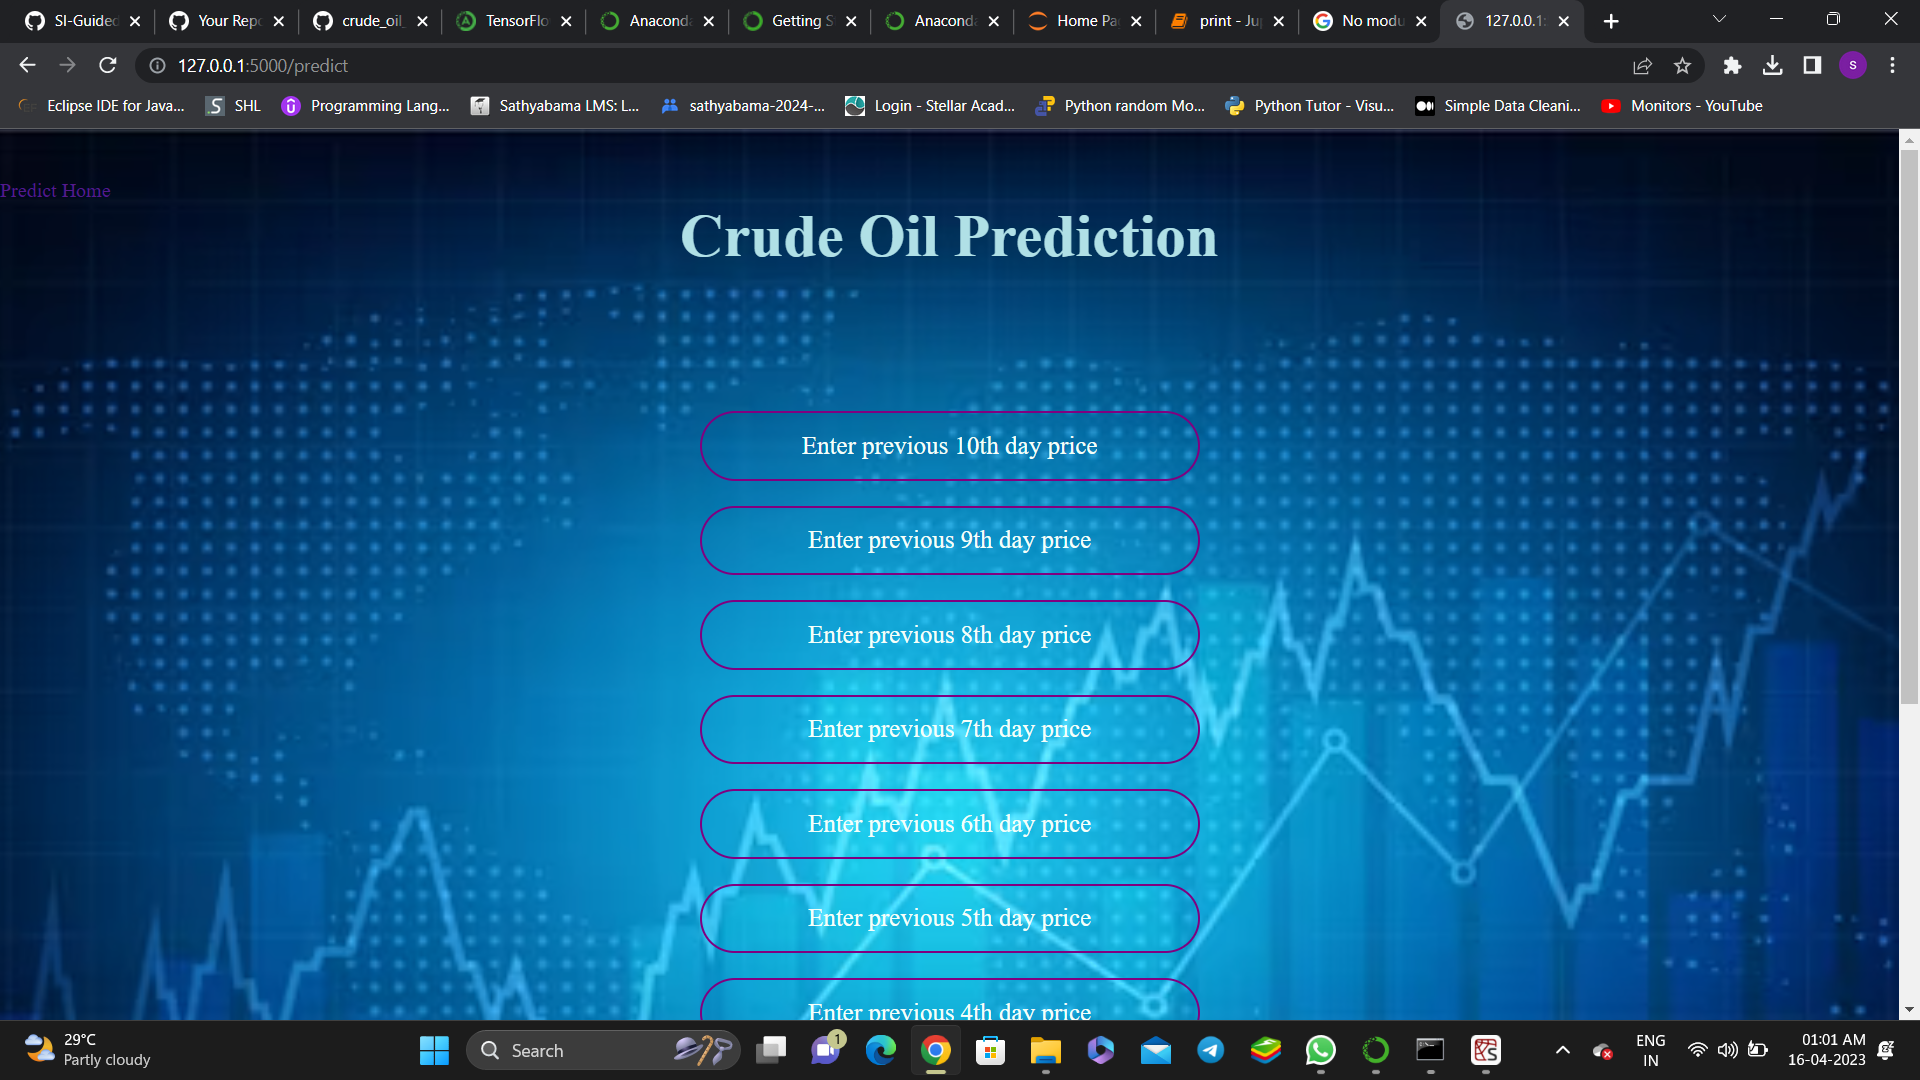 SI-Guided
Your Repo
crude_oil_
TensorFlo
Anaconda
Getting S
Anaconda
Home Pa
print - Ju
No modu
127.0.0.1:
127.0.0.1:5000/predict
s
Eclipse IDE for Java...
SHL
Programming Lang...
Sathyabama LMS: L...
sathyabama-2024-...
Login - Stellar Acad...
Python random Mo...
Python Tutor - Visu...
Simple Data Cleani...
Monitors - YouTube
Predict Home
Crude Oil Prediction
Enter previous 10th day price
Enter previous 9th day price
Enter previous 8th day price
Enter previous 7th day price
Enter previous 6th day price
Enter previous 5th day price
Enter previous 4th day price
29°C
Partly cloudy
Search
1
ENG
IN
01:01 AM
16-04-2023